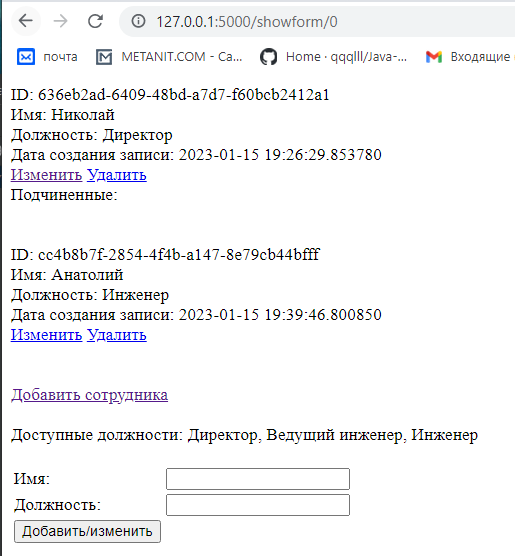 127.0.0.1:5000/showform/0
почта METANIT.COM - Са... Home · qqqlll/Java-... Входящие
ID: 636eb2ad-6409-48bd-a7d7-f60bcb2412a1
Имя: Николай
Должность: Директор
Дата создания записи: 2023-01-15 19:26:29.853780
Изменить Удалить
Подчиненные:
ID: cc4b8b7f-2854-4f4b-a147-8e79cb44bfff
Имя: Анатолий
Должность: Инженер
Дата создания записи: 2023-01-15 19:39:46.800850
Изменить Удалить
Добавить сотрудника
Доступные должности: Директор, Ведущий инженер, Инженер
Имя:
Должность:
Добавить/изменить